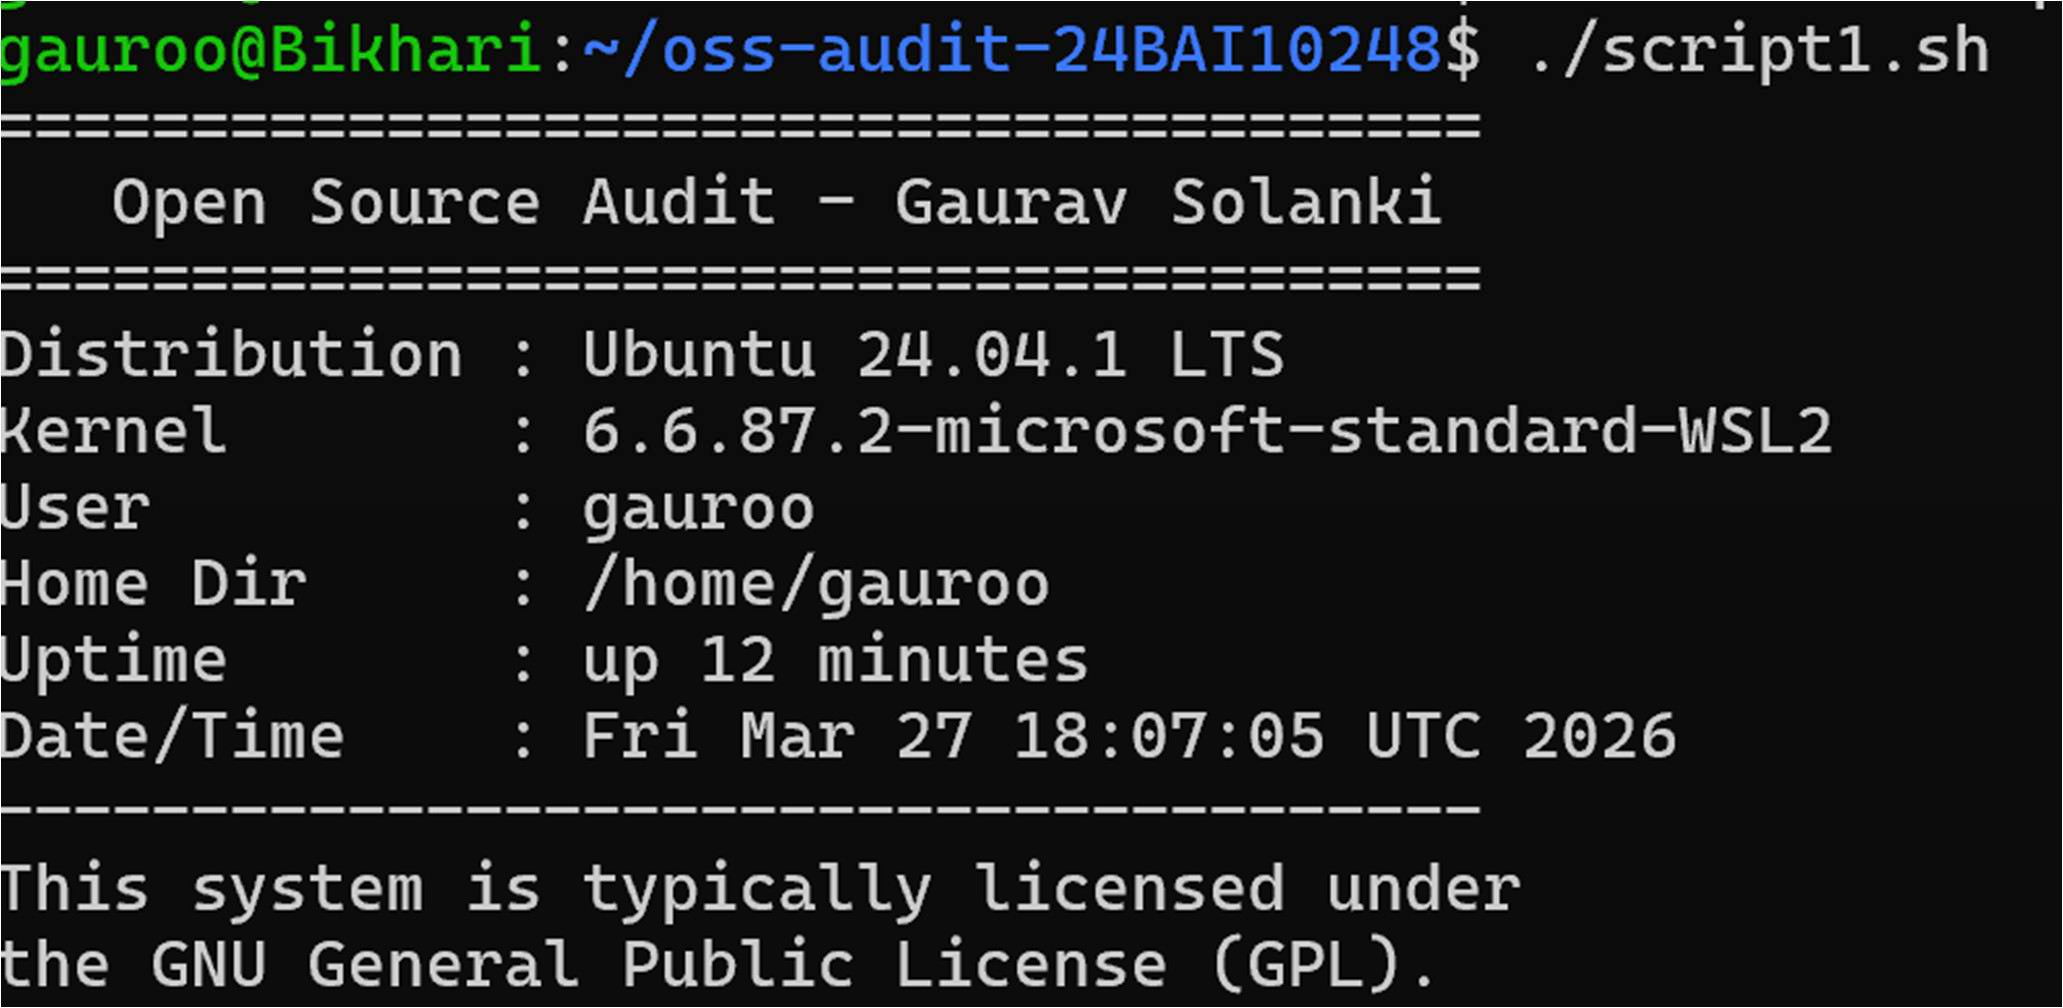 gauroo@Bikhari:~/oss-audit-24BAI10248$ ./script1.sh
======================================
   Open Source Audit - Gaurav Solanki
======================================
Distribution : Ubuntu 24.04.1 LTS
Kernel       : 6.6.87.2-microsoft-standard-WSL2
User         : gauroo
Home Dir     : /home/gauroo
Uptime       : up 12 minutes
Date/Time    : Fri Mar 27 18:07:05 UTC 2026
--------------------------------------
This system is typically licensed under
the GNU General Public License (GPL).